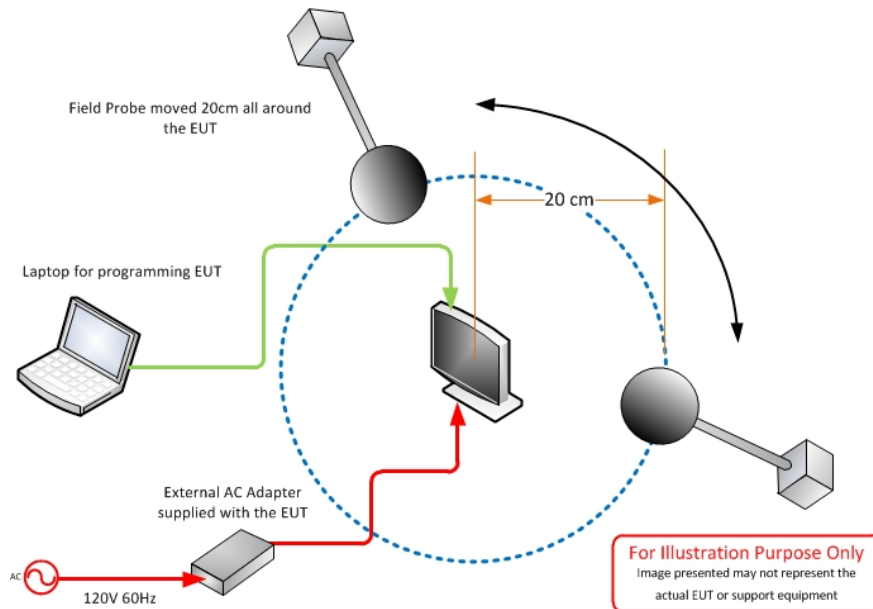 Field Probe moved 20cm all around
the EUT
20 cm
Laptop for programming EUT
External AC Adapter
supplied with the EUT
AC
120V 60Hz
For Illustration Purpose Only
Image presented may not represent the
actual EUT or support equipment